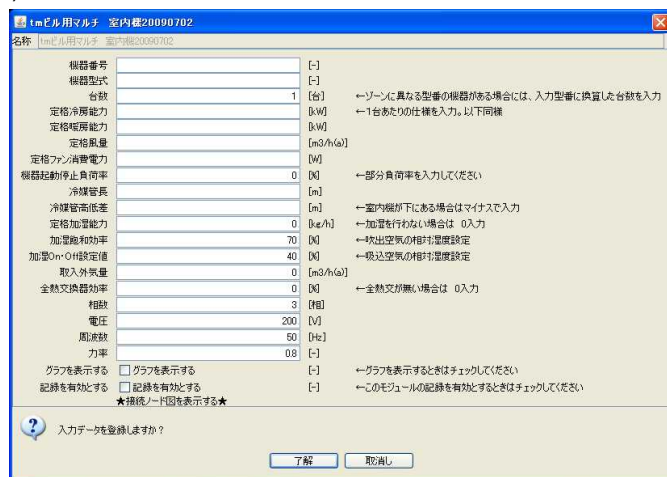 tmビル用マルチ 室内機20090702
名称 tmビル用マルチ 室内機20090702
機器番号 [-]
機器型式 [-]
台数 1 [台] ←ゾーンに異なる型番の機器がある場合には、入力型番に換算した台数を入力
定格冷房能力 [kW] ←1台あたりの仕様を入力。以下同様
定格暖房能力 [kW]
定格風量 [m3/h(a)]
定格ファン消費電力 [W]
機器起動停止負荷率 0 [%] ←部分負荷率を入力してください
冷媒管長 [m]
冷媒管高低差 [m] ←室内機が下にある場合はマイナスで入力
定格加湿能力 0 [kg/h] ←加湿を行わない場合は 0入力
加湿飽和効率 70 [%] ←吹出空気の相対湿度設定
加湿On・Off設定値 40 [%] ←吸込空気の相対湿度設定
取入外気量 0 [m3/h(a)]
全熱交換器効率 0 [%] ←全熱交が無い場合は 0入力
相数 3 [相]
電圧 200 [V]
周波数 50 [Hz]
力率 0.8 [-]
グラフを表示する グラフを表示する [-] ←グラフを表示するときはチェックしてください
記録を有効とする 記録を有効とする [-] ←このモジュールの記録を有効とするときはチェックしてください
★接続ノード図を表示する★
入力データを登録しますか？
了解 取消し